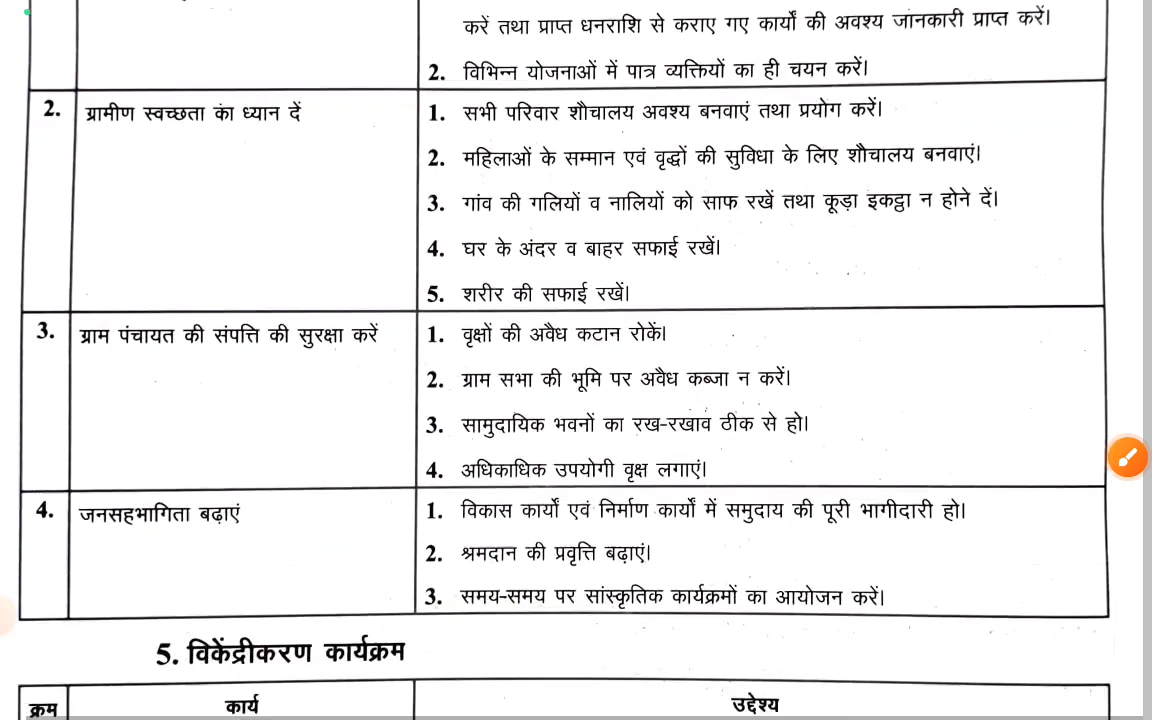 करें तथा प्राप्त धनराशि से कराए गए कार्यों की अवश्य जानकारी प्राप्त करें।
2. विभिन्न योजनाओं में पात्र व्यक्तियों का ही चयन करें।
2. ग्रामीण स्वच्छता का ध्यान दें
1. सभी परिवार शौचालय अवश्य बनवाएं तथा प्रयोग करें।
2. महिलाओं के सम्मान एवं वृद्धों की सुविधा के लिए शौचालय बनवाएं।
3. गांव की गलियों व नालियों को साफ रखें तथा कूड़ा इकट्ठा न होने दें।
4. घर के अंदर व बाहर सफाई रखें।
5. शरीर की सफाई रखें।
3. ग्राम पंचायत की संपत्ति की सुरक्षा करें
1. वृक्षों की अवैध कटान रोकें।
2. ग्राम सभा की भूमि पर अवैध कब्जा न करें।
3. सामुदायिक भवनों का रख-रखाव ठीक से हो।
4. अधिकाधिक उपयोगी वृक्ष लगाएं।
4. जनसहभागिता बढ़ाएं
1. विकास कार्यों एवं निर्माण कार्यों में समुदाय की पूरी भागीदारी हो।
2. श्रमदान की प्रवृत्ति बढ़ाएं।
3. समय-समय पर सांस्कृतिक कार्यक्रमों का आयोजन करें।
5. विकेंद्रीकरण कार्यक्रम
क्रम कार्य उद्देश्य